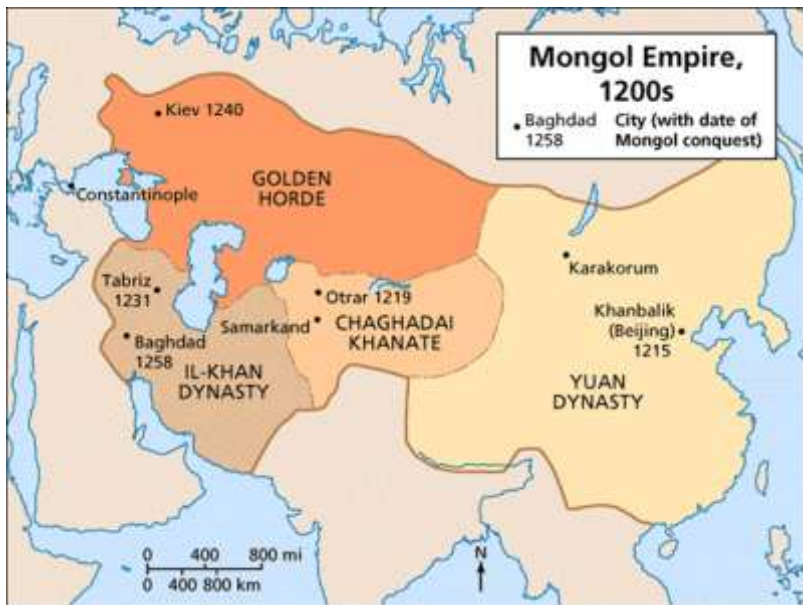 Mongol Empire,
1200s
Baghdad City (with date of
1258 Mongol conquest)
Kiev 1240
GOLDEN
HORDE
Constantinople
Karakorum
Tabriz
1231
Otrar 1219
Samarkand
CHAGHADAI
KHANATE
Khanbalik
(Beijing)
1215
Baghdad
1258
IL-KHAN
DYNASTY
YUAN
DYNASTY
0 400 800 mi
0 400 800 km
N